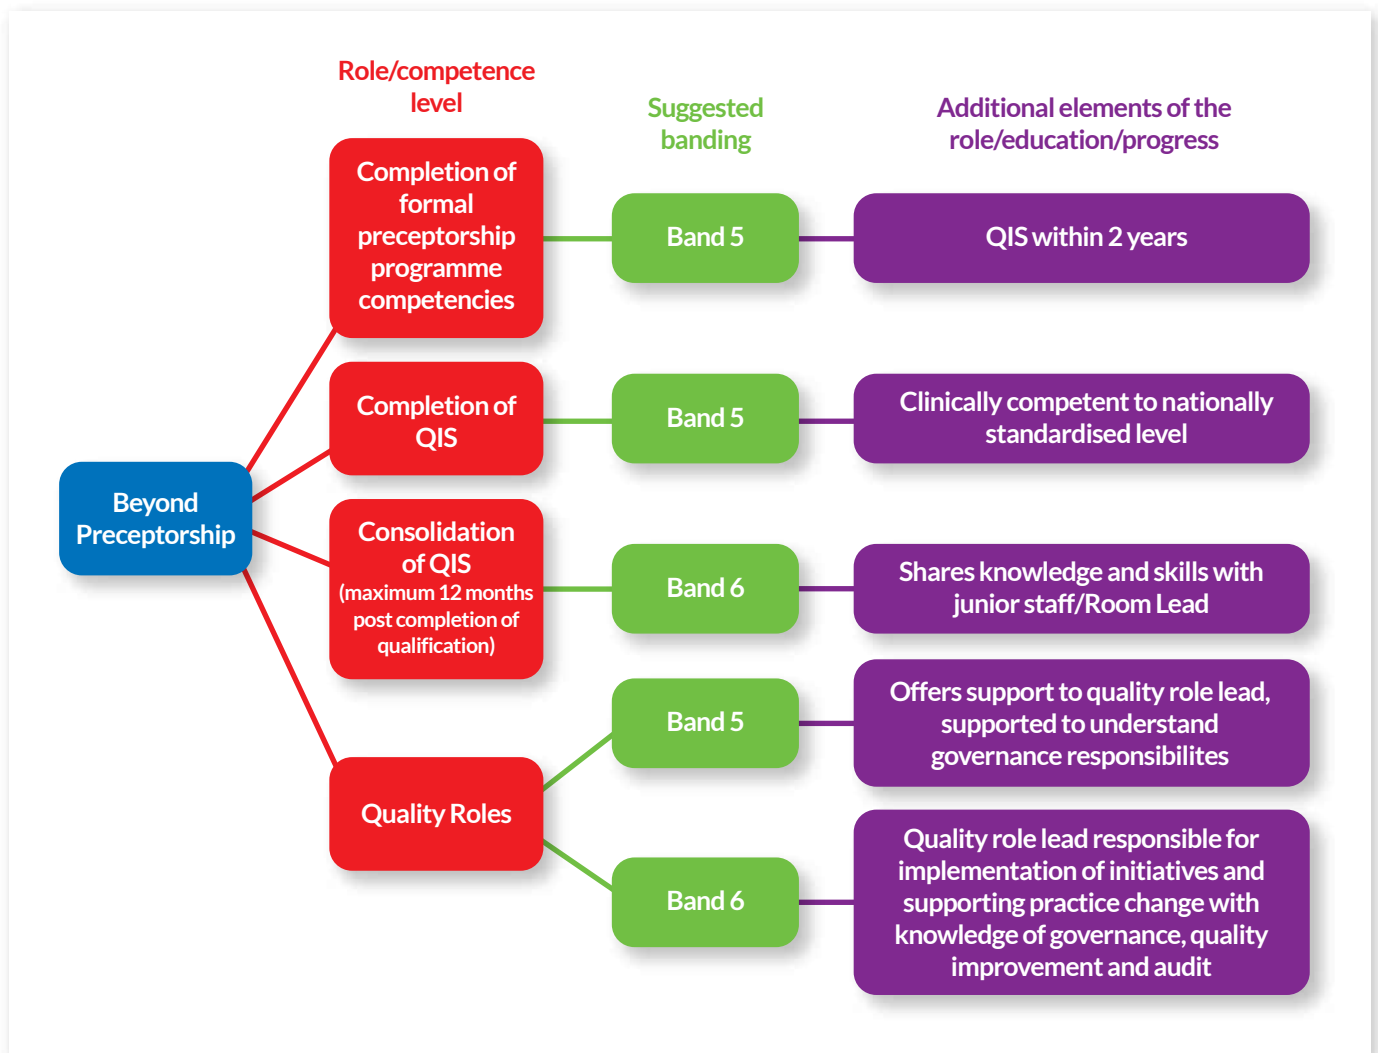 Role/competence
level
Suggested
banding
Additional elements of the
role/education/progress
Beyond
Preceptorship
Completion of
formal
preceptorship
programme
competencies
Band 5
QIS within 2 years
Completion of
QIS
Band 5
Clinically competent to nationally
standardised level
Consolidation
of QIS
(maximum 12 months
post completion of
qualification)
Band 6
Shares knowledge and skills with
junior staff/Room Lead
Quality Roles
Band 5
Offers support to quality role lead,
supported to understand
governance responsibilites
Band 6
Quality role lead responsible for
implementation of initiatives and
supporting practice change with
knowledge of governance, quality
improvement and audit